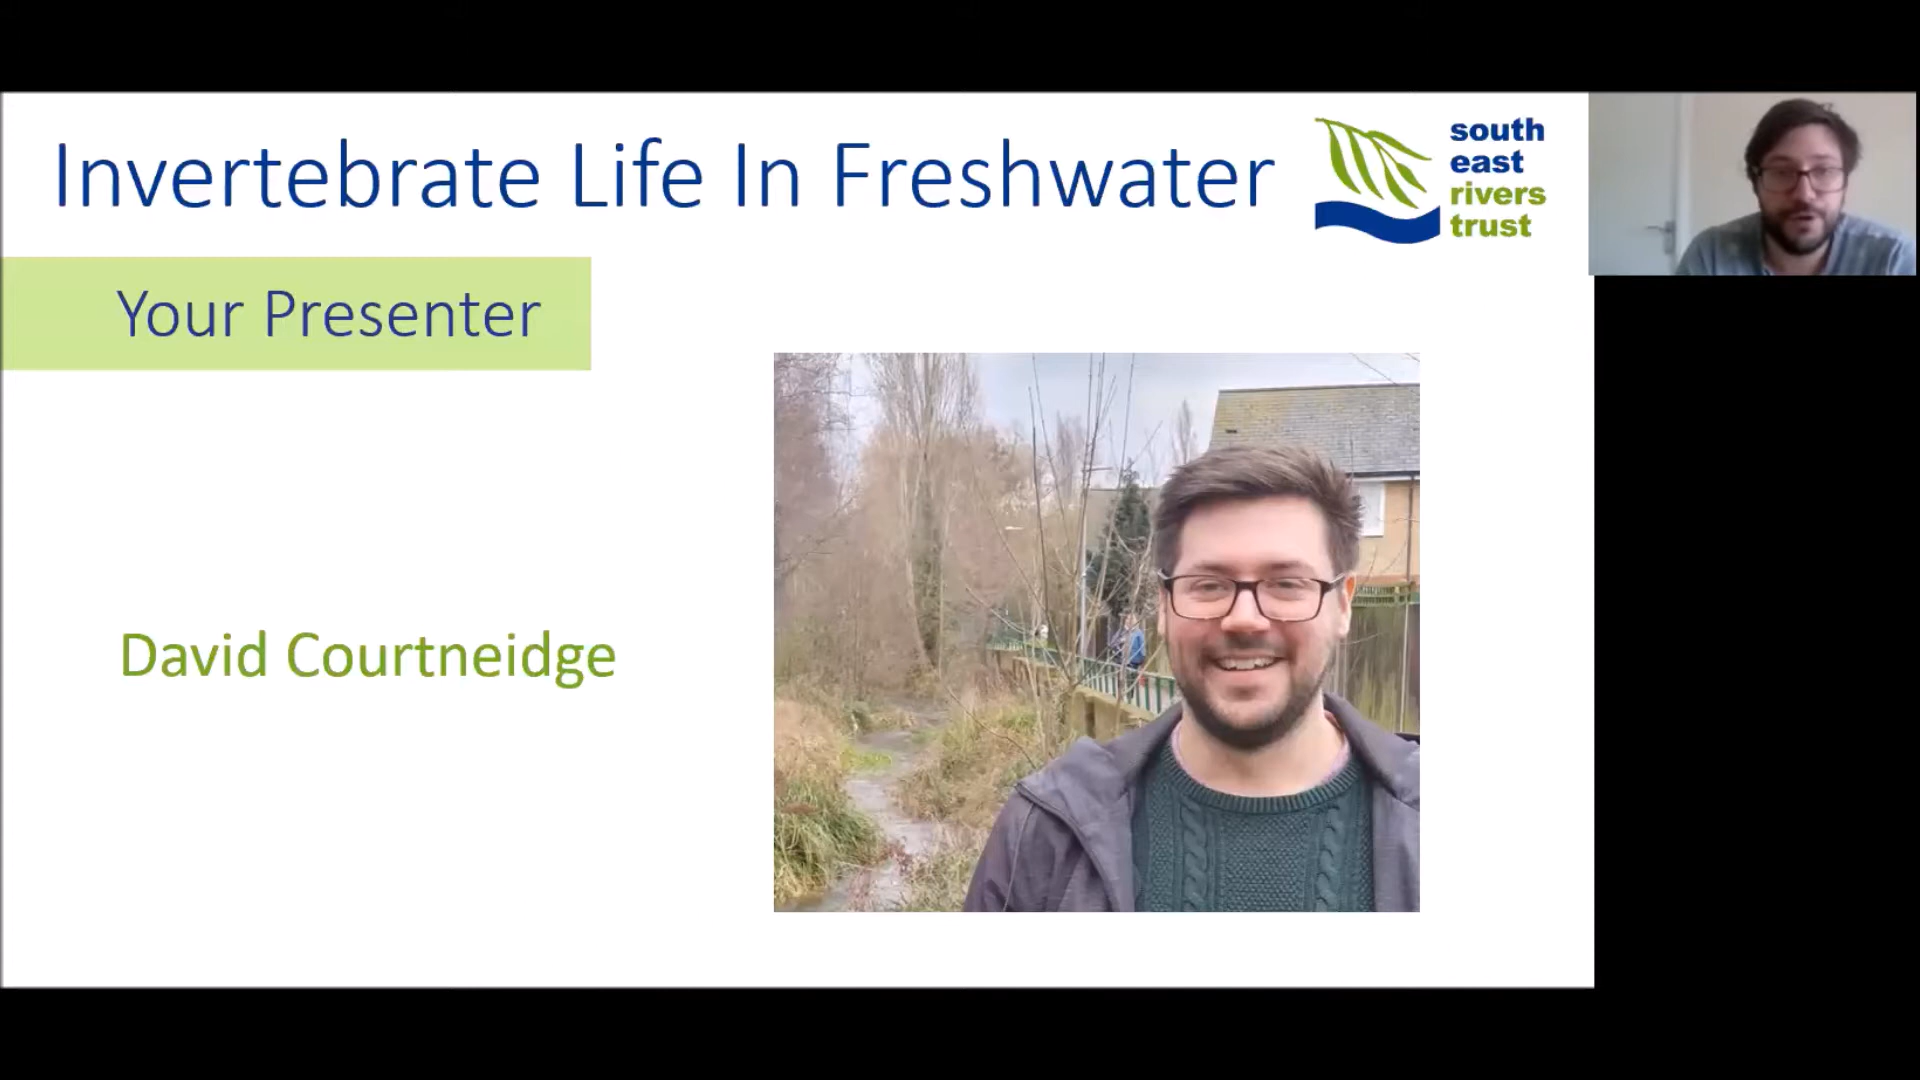 Invertebrate Life In Freshwater
south
east
rivers
trust
Your Presenter
David Courtneidge